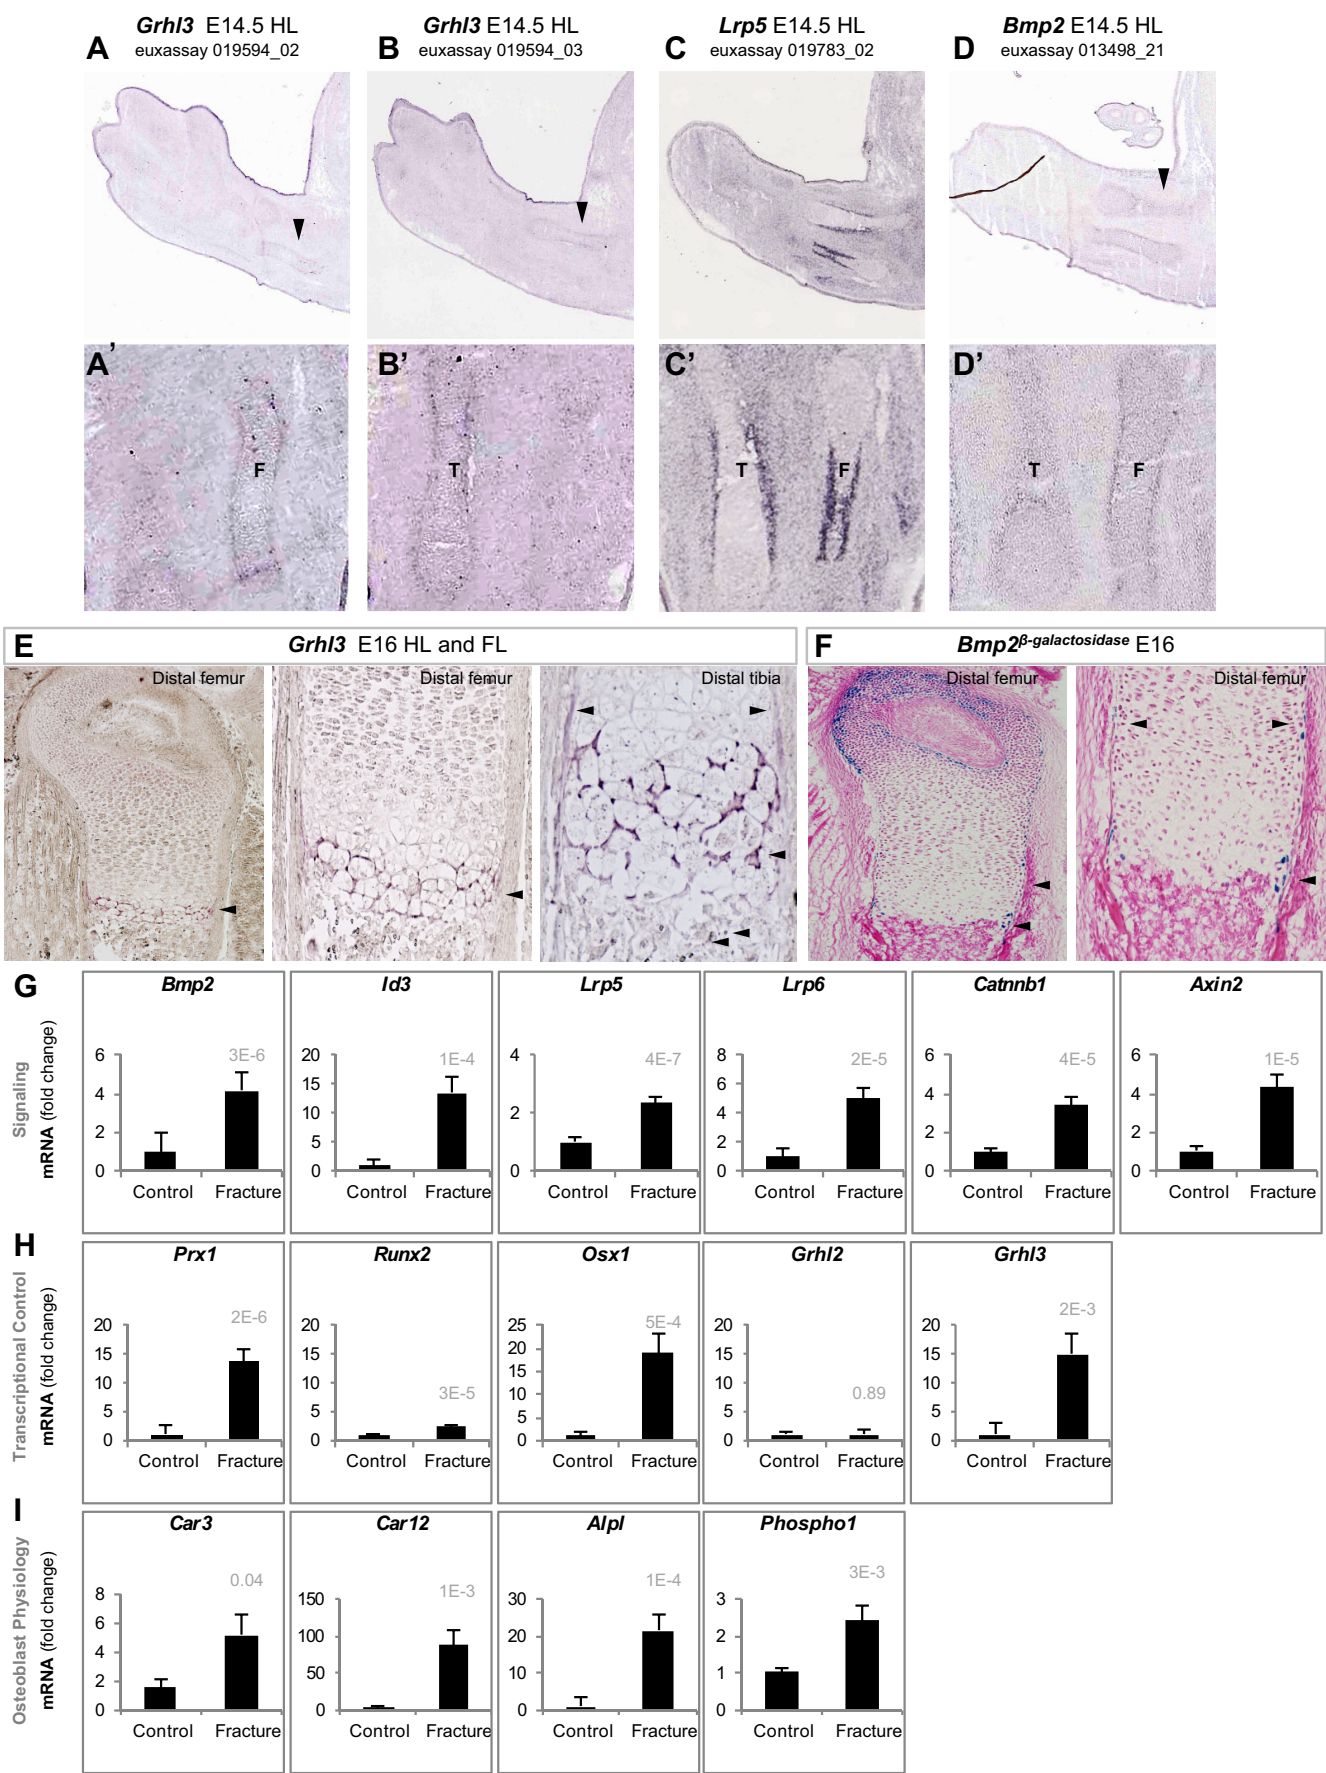 A
Grhl3 E14.5 HL
euxassay 019594_02
B
Grhl3 E14.5 HL
euxassay 019594_03
C
Lrp5 E14.5 HL
euxassay 019783_02
D
Bmp2 E14.5 HL
euxassay 013498_21
A'
F
B'
T
C'
T
F
D'
T
F
E
Grhl3 E16 HL and FL
Distal femur
Distal femur
Distal tibia
F
Bmp2β-galactosidase E16
Distal femur
Distal femur
G
Signaling
mRNA (fold change)
Bmp2
6
4
2
0
3E-6
Control Fracture
Id3
20
15
10
5
0
1E-4
Control Fracture
Lrp5
4
2
0
4E-7
Control Fracture
Lrp6
8
6
4
2
0
2E-5
Control Fracture
Catnnb1
6
4
2
0
4E-5
Control Fracture
Axin2
6
4
2
0
1E-5
Control Fracture
H
Transcriptional Control
mRNA (fold change)
Prx1
20
15
10
5
0
2E-6
Control Fracture
Runx2
20
15
10
5
0
3E-5
Control Fracture
Osx1
25
20
15
10
5
0
5E-4
Control Fracture
Grhl2
20
15
10
5
0
0.89
Control Fracture
Grhl3
20
15
10
5
0
2E-3
Control Fracture
I
Osteoblast Physiology
mRNA (fold change)
Car3
8
6
4
2
0
0.04
Control Fracture
Car12
150
100
50
0
1E-3
Control Fracture
Alpl
30
20
10
0
1E-4
Control Fracture
Phospho1
3
2
1
0
3E-3
Control Fracture